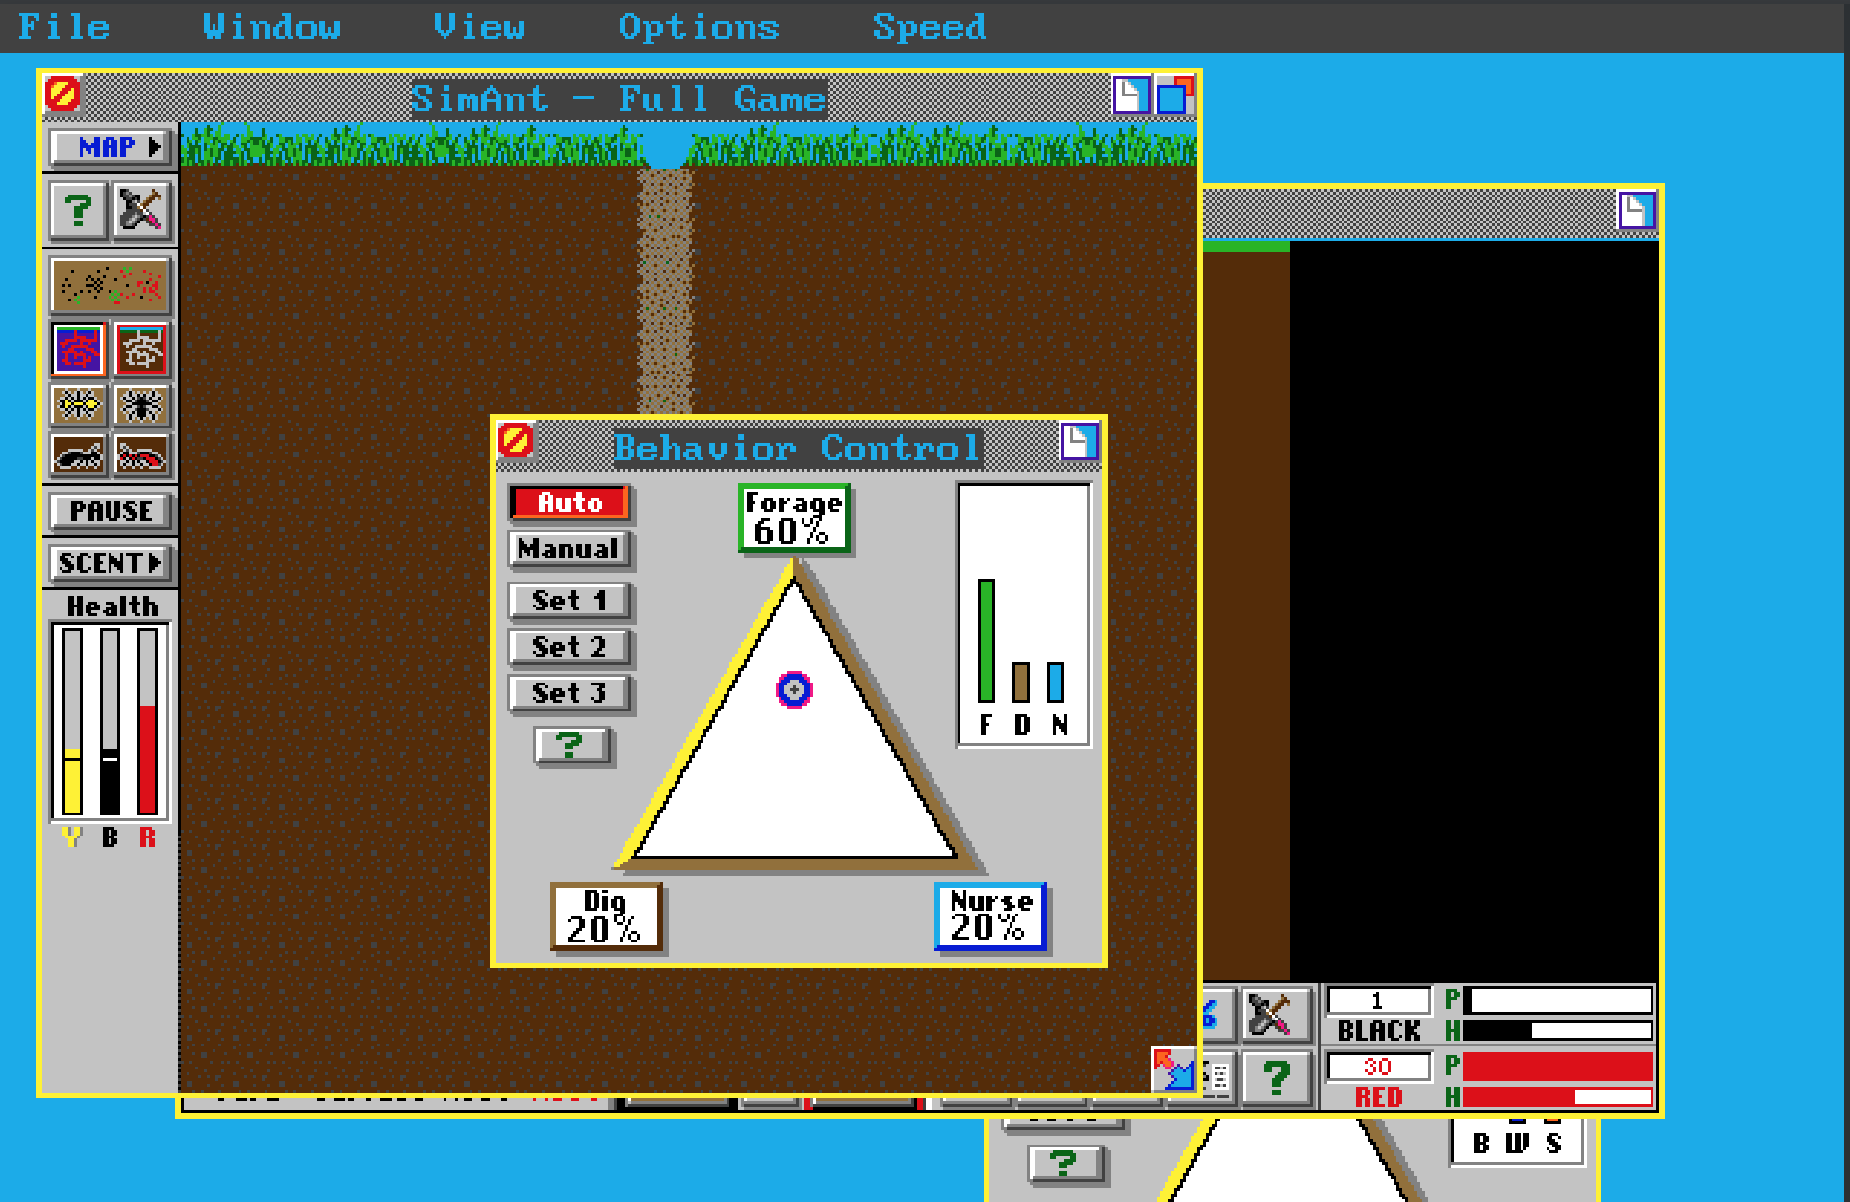 File Window View Options Speed
SimAnt - Full Game
MAP
?
PAUSE
SCENT
Health
Y B R
Behavior Control
Auto
Manual
Set 1
Set 2
Set 3
?
Forage
60%
Dig
20%
Nurse
20%
F D N
1
BLACK
P
H
30
RED
P
H
?
?
B W S